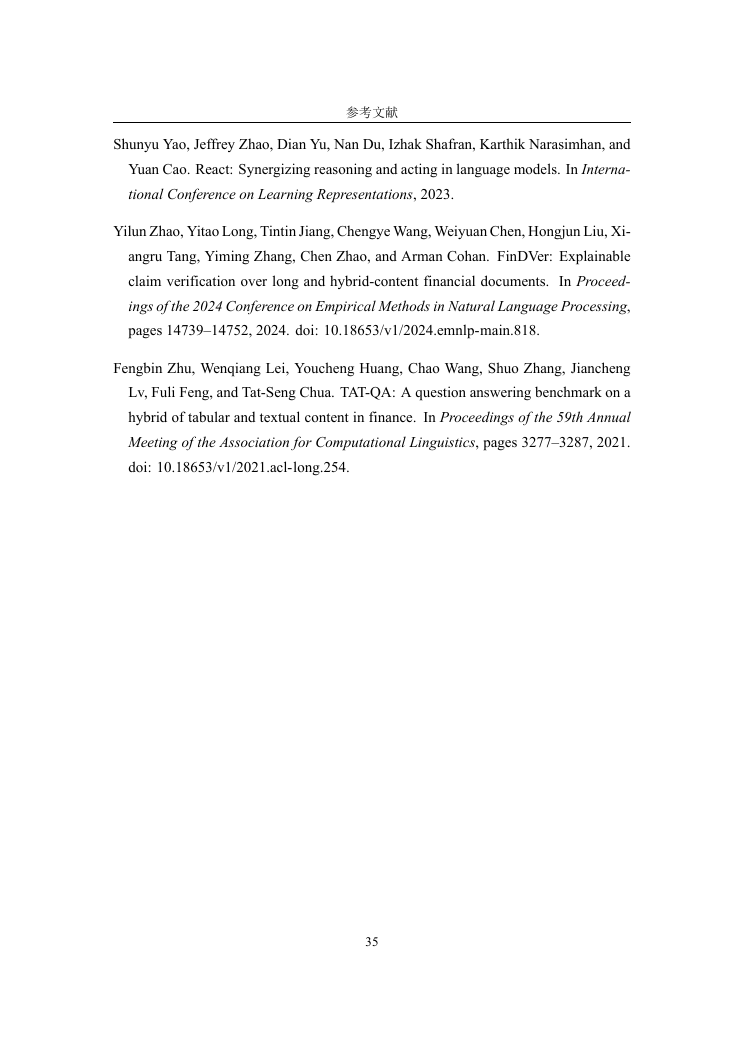 参考文献
Shunyu Yao, Jeffrey Zhao, Dian Yu, Nan Du, Izhak Shafran, Karthik Narasimhan, and
Yuan Cao. React: Synergizing reasoning and acting in language models. In Interna-
tional Conference on Learning Representations, 2023.
Yilun Zhao, Yitao Long, Tintin Jiang, Chengye Wang, Weiyuan Chen, Hongjun Liu, Xi-
angru Tang, Yiming Zhang, Chen Zhao, and Arman Cohan. FinDVer: Explainable
claim verification over long and hybrid-content financial documents. In Proceed-
ings of the 2024 Conference on Empirical Methods in Natural Language Processing,
pages 14739–14752, 2024. doi: 10.18653/v1/2024.emnlp-main.818.
Fengbin Zhu, Wenqiang Lei, Youcheng Huang, Chao Wang, Shuo Zhang, Jiancheng
Lv, Fuli Feng, and Tat-Seng Chua. TAT-QA: A question answering benchmark on a
hybrid of tabular and textual content in finance. In Proceedings of the 59th Annual
Meeting of the Association for Computational Linguistics, pages 3277–3287, 2021.
doi: 10.18653/v1/2021.acl-long.254.
35